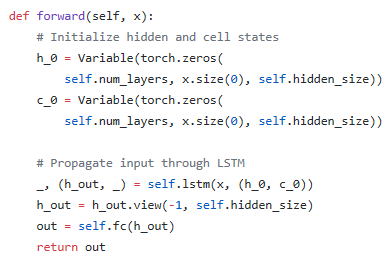 def forward(self, x):
    # Initialize hidden and cell states
    h_0 = Variable(torch.zeros(
        self.num_layers, x.size(0), self.hidden_size))
    c_0 = Variable(torch.zeros(
        self.num_layers, x.size(0), self.hidden_size))

    # Propagate input through LSTM
    _, (h_out, _) = self.lstm(x, (h_0, c_0))
    h_out = h_out.view(-1, self.hidden_size)
    out = self.fc(h_out)
    return out